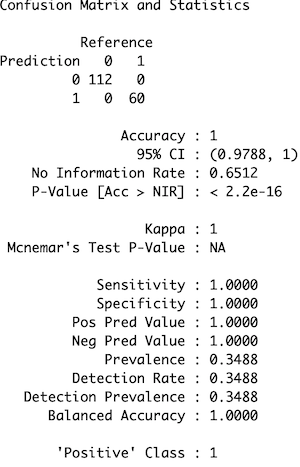 Confusion Matrix and Statistics
Reference
Prediction 0 1
0 112 0
1 0 60
Accuracy : 1
95% CI : (0.9788, 1)
No Information Rate : 0.6512
P-Value [Acc > NIR] : < 2.2e-16
Kappa : 1
Mcnemar's Test P-Value : NA
Sensitivity : 1.0000
Specificity : 1.0000
Pos Pred Value : 1.0000
Neg Pred Value : 1.0000
Prevalence : 0.3488
Detection Rate : 0.3488
Detection Prevalence : 0.3488
Balanced Accuracy : 1.0000
'Positive' Class : 1